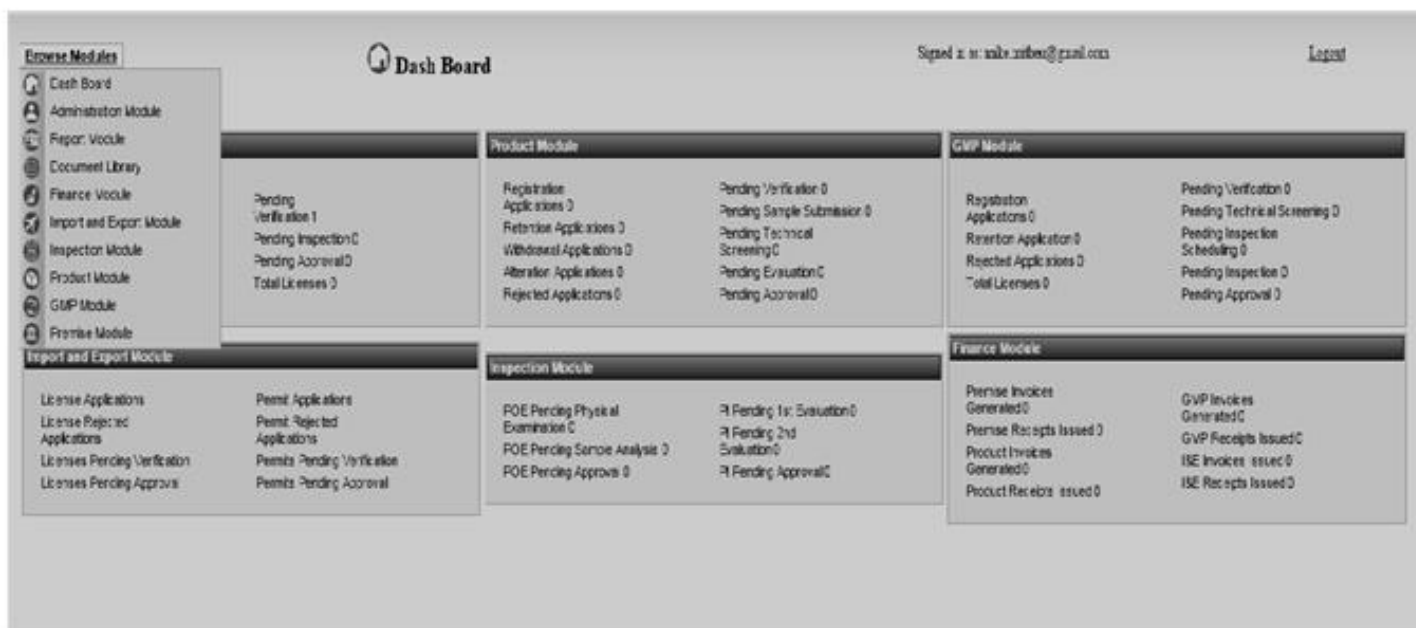 Browse Modules
Dash Board
Administration Module
Report Module
Document Library
Finance Module
Import and Export Module
Inspection Module
Product Module
GMP Module
Premise Module
Dash Board
Signed in as:
Logout
Pending
Verification 1
Pending Inspection 0
Pending Approval 0
Total Licenses 0
Product Module
Registration
Applications 0
Retention Applications 0
Withdrawal Applications 0
Alteration Applications 0
Rejected Applications 0
Pending Verification 0
Pending Sample Submission 0
Pending Technical
Screening 0
Pending Evaluation 0
Pending Approval 0
GMP Module
Registration
Applications 0
Retention Application 0
Rejected Applications 0
Total Licenses 0
Pending Verification 0
Pending Technical Screening 0
Pending Inspection
Scheduling 0
Pending Inspection 0
Pending Approval 0
Import and Export Module
License Applications
License Rejected
Applications
Licenses Pending Verification
Licenses Pending Approval
Permit Applications
Permit Rejected
Applications
Permits Pending Verification
Permits Pending Approval
Inspection Module
POE Pending Physical
Examination 0
POE Pending Sample Analysis 0
POE Pending Approval 0
PI Pending 1st Evaluation 0
PI Pending 2nd
Evaluation 0
PI Pending Approval 0
Finance Module
Premise Invoices
Generated 0
Premise Receipts Issued 0
Product Invoices
Generated 0
Product Receipts Issued 0
GMP Invoices
Generated 0
GMP Receipts Issued 0
I&E Invoices Issued 0
I&E Receipts Issued 0